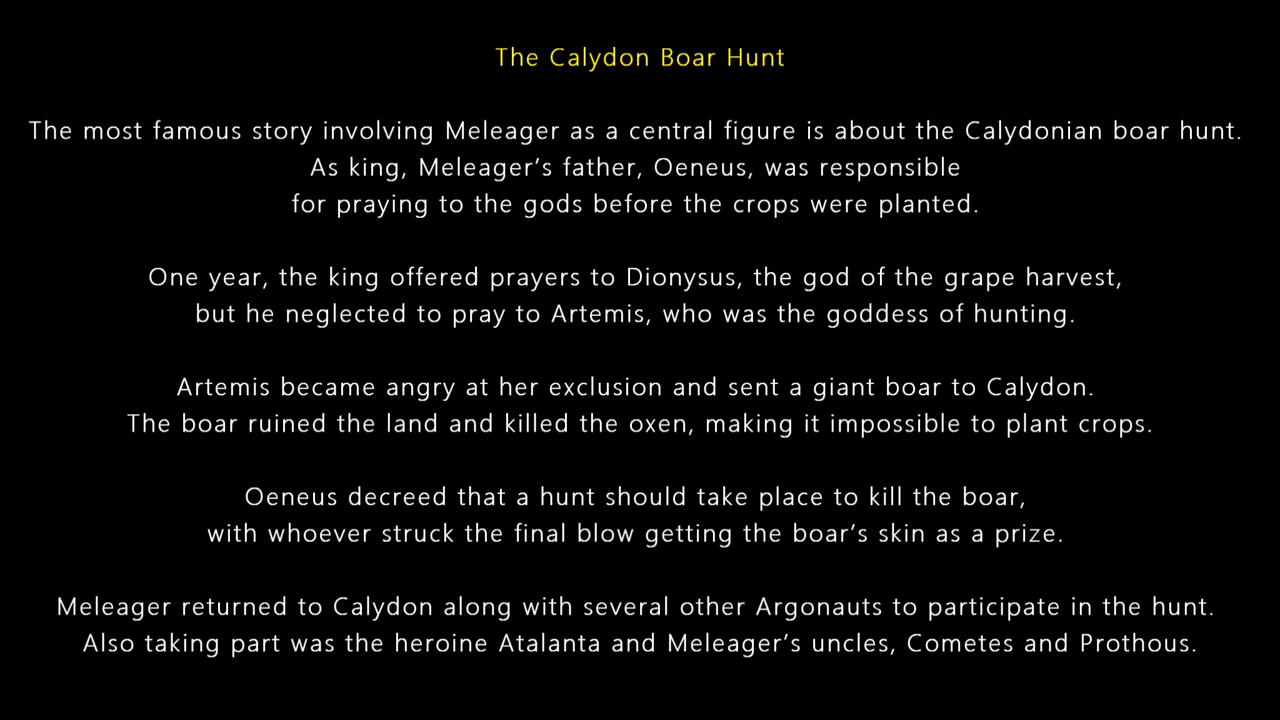 The Calydon Boar Hunt
The most famous story involving Meleager as a central figure is about the Calydonian boar hunt.
As king, Meleager’s father, Oeneus, was responsible
for praying to the gods before the crops were planted.
One year, the king offered prayers to Dionysus, the god of the grape harvest,
but he neglected to pray to Artemis, who was the goddess of hunting.
Artemis became angry at her exclusion and sent a giant boar to Calydon.
The boar ruined the land and killed the oxen, making it impossible to plant crops.
Oeneus decreed that a hunt should take place to kill the boar,
with whoever struck the final blow getting the boar’s skin as a prize.
Meleager returned to Calydon along with several other Argonauts to participate in the hunt.
Also taking part was the heroine Atalanta and Meleager’s uncles, Cometes and Prothous.